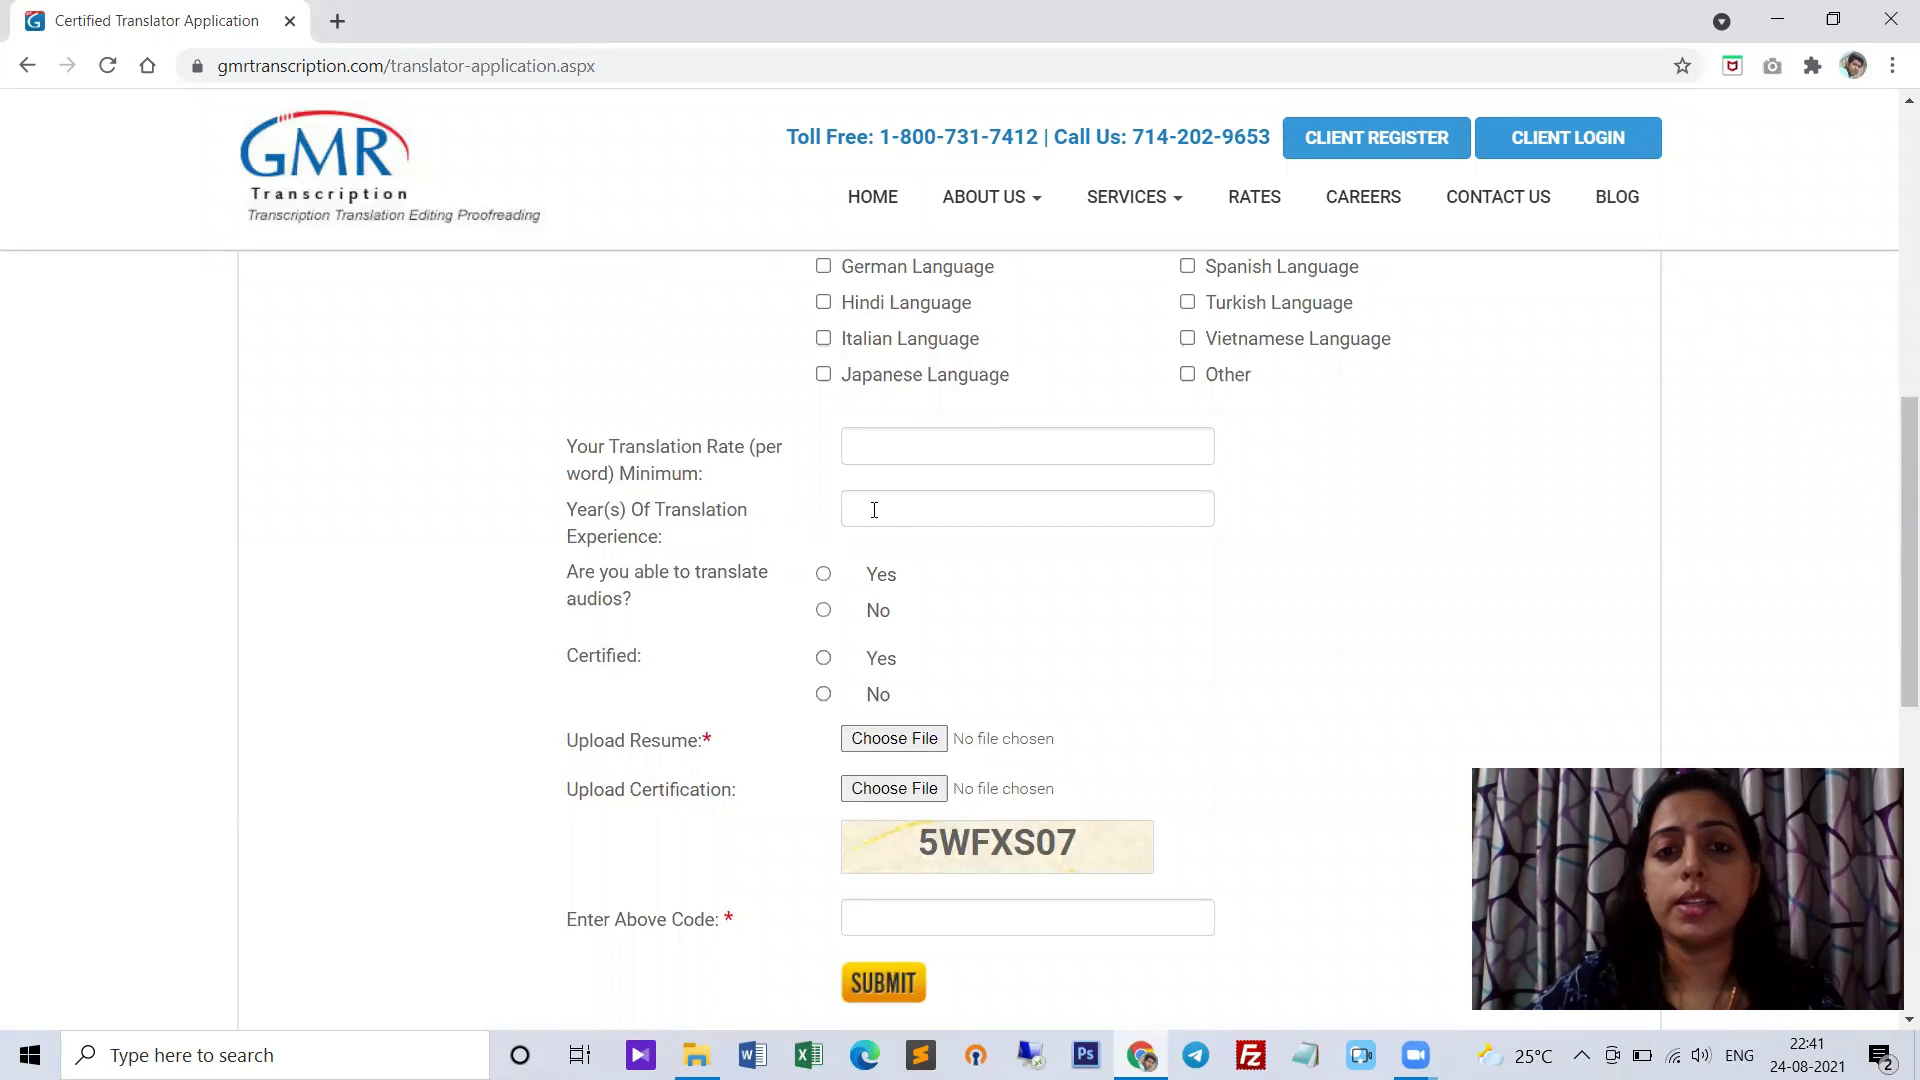 Certified Translator Application
gmrtranscription.com/translator-application.aspx
GMR
Transcription
Transcription Translation Editing Proofreading
Toll Free: 1-800-731-7412 | Call Us: 714-202-9653
CLIENT REGISTER
CLIENT LOGIN
HOME ABOUT US SERVICES RATES CAREERS CONTACT US BLOG
German Language
Spanish Language
Hindi Language
Turkish Language
Italian Language
Vietnamese Language
Japanese Language
Other
Your Translation Rate (per
word) Minimum:
Year(s) Of Translation
Experience:
Are you able to translate
audios?
Yes
No
Certified:
Yes
No
Upload Resume:*
Choose File No file chosen
Upload Certification:
Choose File No file chosen
5WFXS07
Enter Above Code: *
SUBMIT
Type here to search
25°C
ENG
22:41
24-08-2021
2